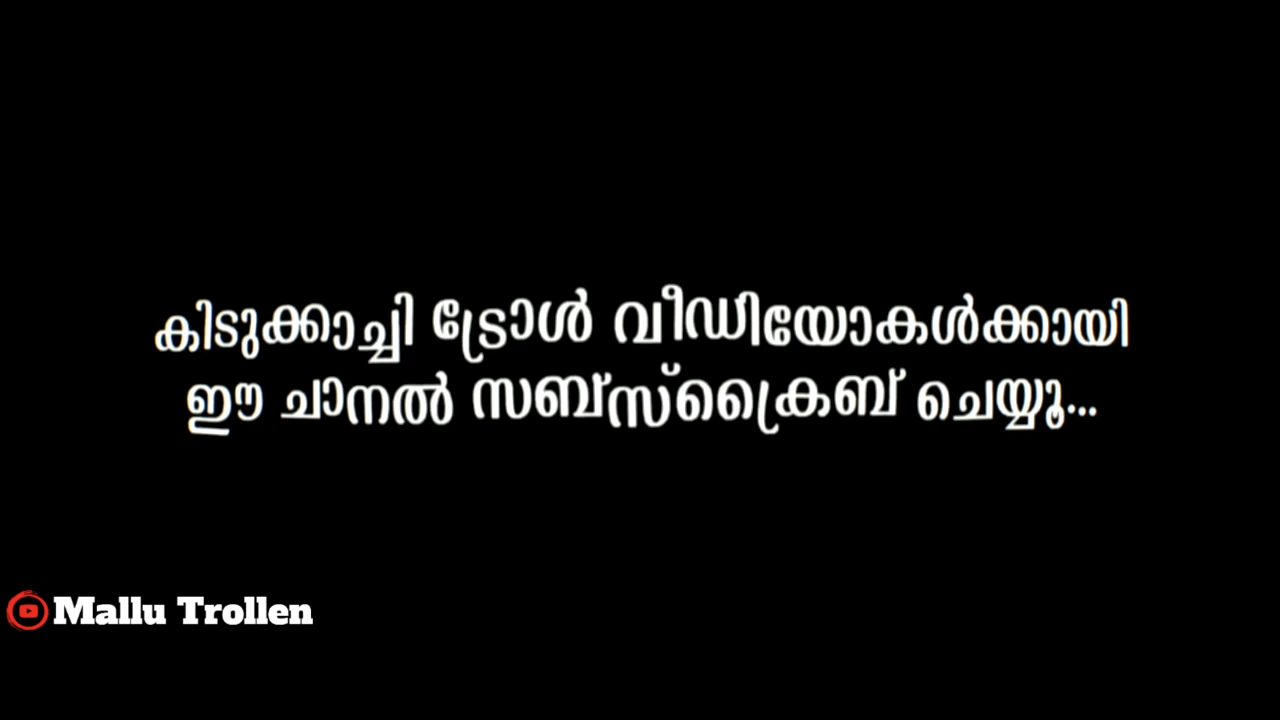 കിടുക്കാച്ചി ട്രോൾ വീഡിയോകൾക്കായി
ഈ ചാനൽ സബ്സ്ക്രൈബ് ചെയ്യൂ...
Mallu Trollen